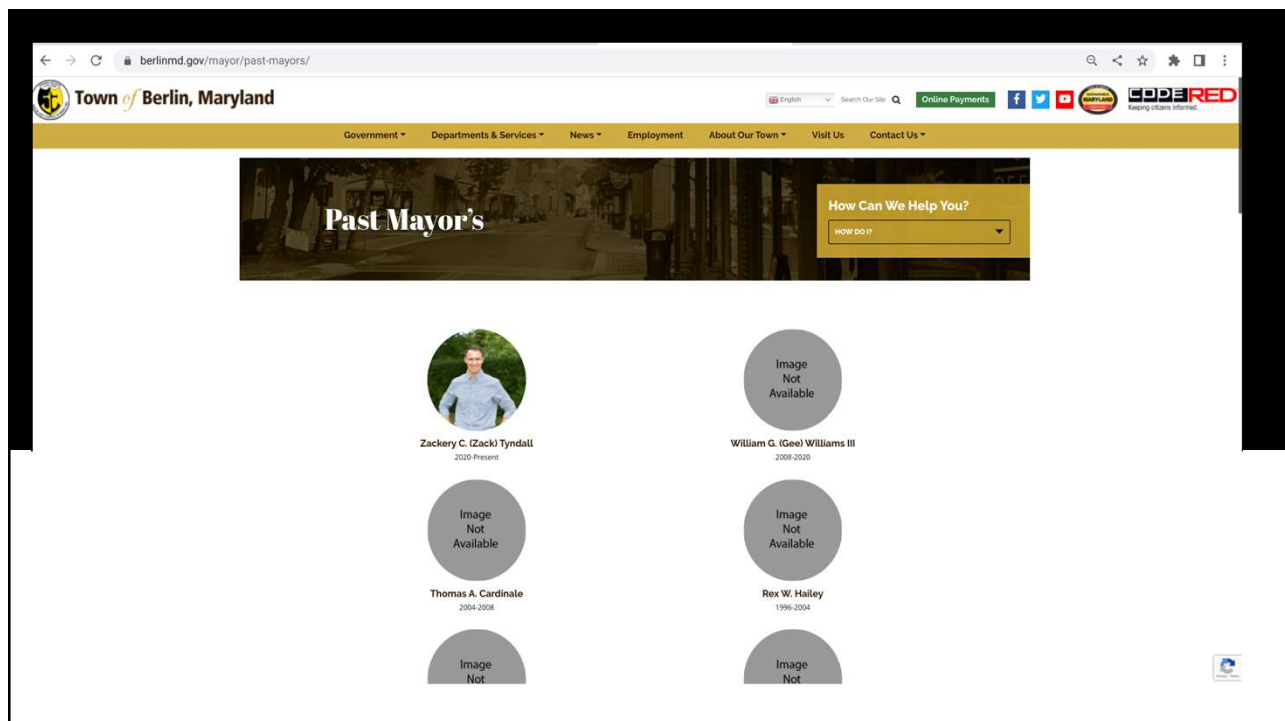 berlinmd.gov/mayor/past-mayors/
Town of Berlin, Maryland
English
Search Our Site
Online Payments
MARYLAND
CODERED
Keeping citizens informed.
Government
Departments & Services
News
Employment
About Our Town
Visit Us
Contact Us
Past Mayor's
How Can We Help You?
HOW DO I?
Image
Not
Available
Zackery C. (Zack) Tyndall
2020-Present
William G. (Gee) Williams III
2008-2020
Image
Not
Available
Image
Not
Available
Thomas A. Cardinale
2004-2008
Rex W. Hailey
1996-2004
Image
Not
Image
Not